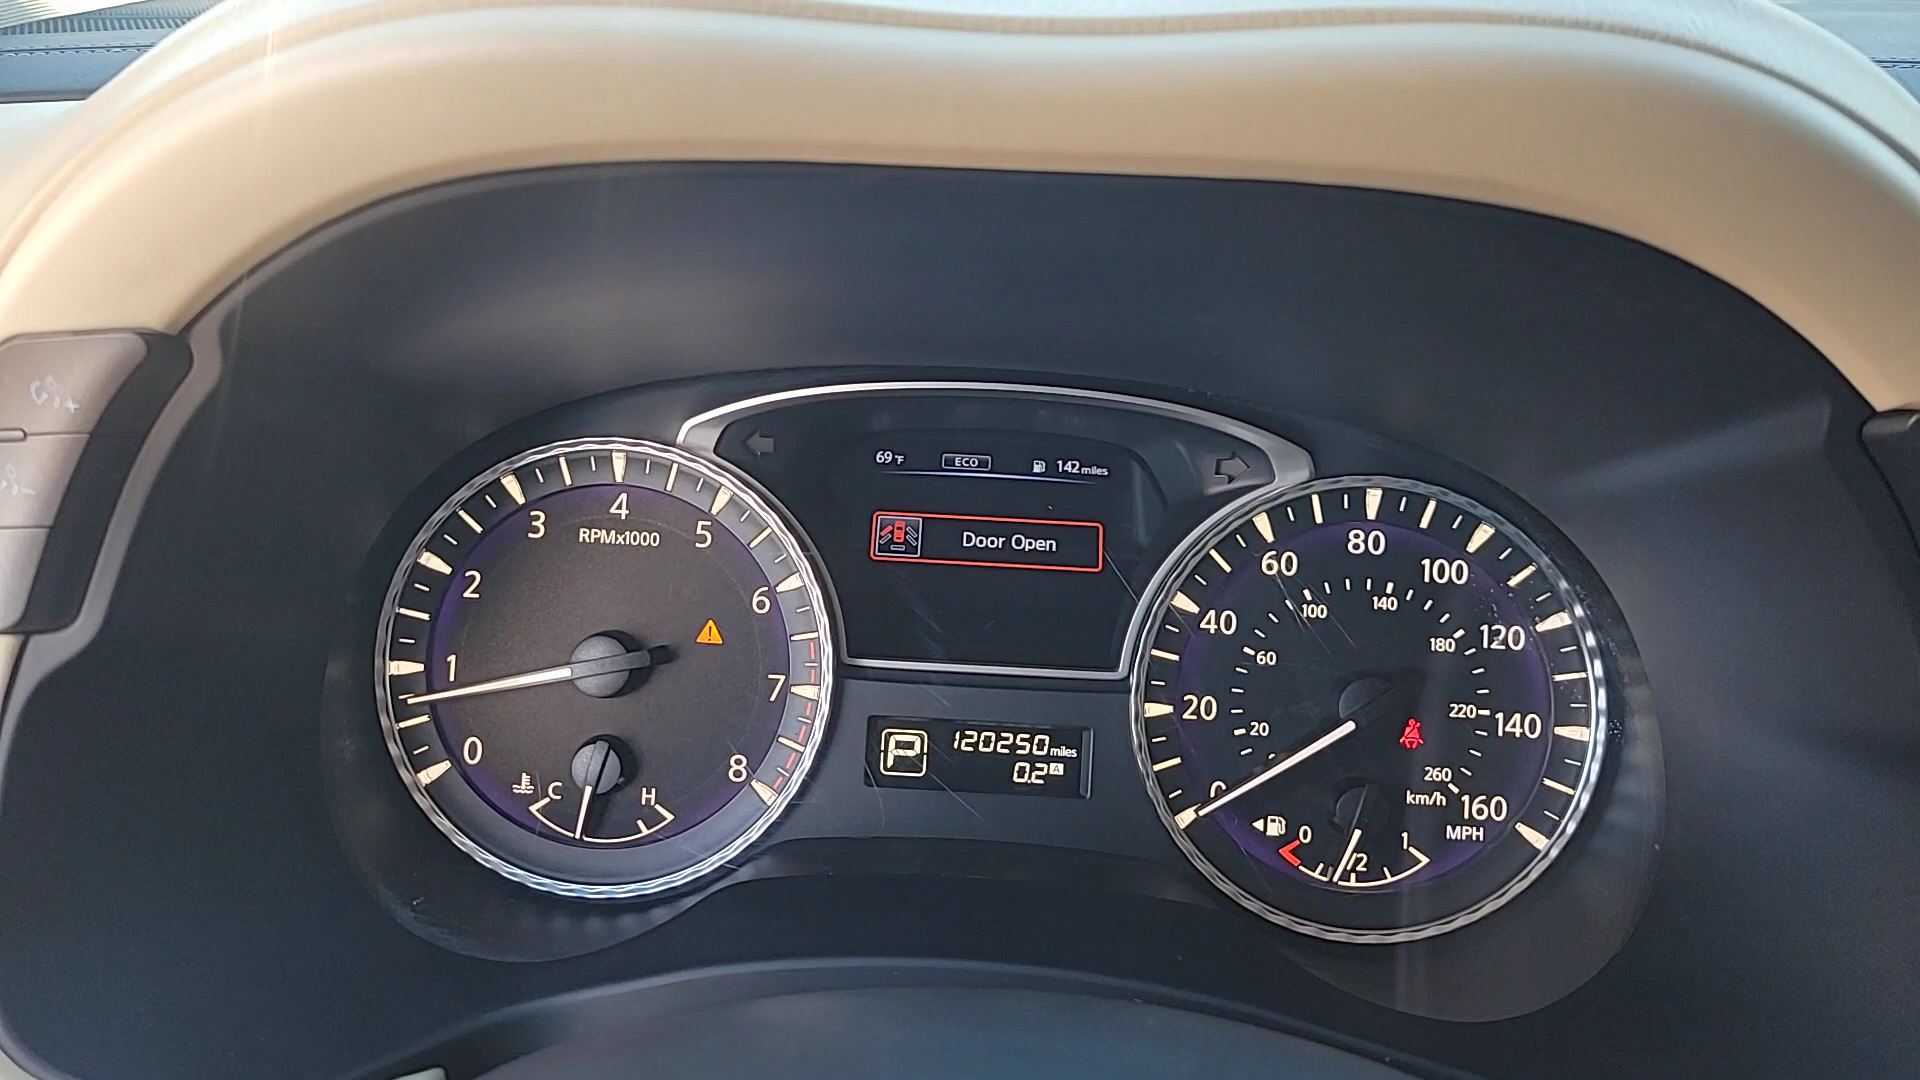 69°F ECO 142 miles
Door Open
0 1 2 3 4 5 6 7 8
RPMx1000
C H
P 120250 miles
0.2 A
0 20 40 60 80 100 120 140 160
MPH
20 60 100 140 180 220 260
km/h
0 1/2 1